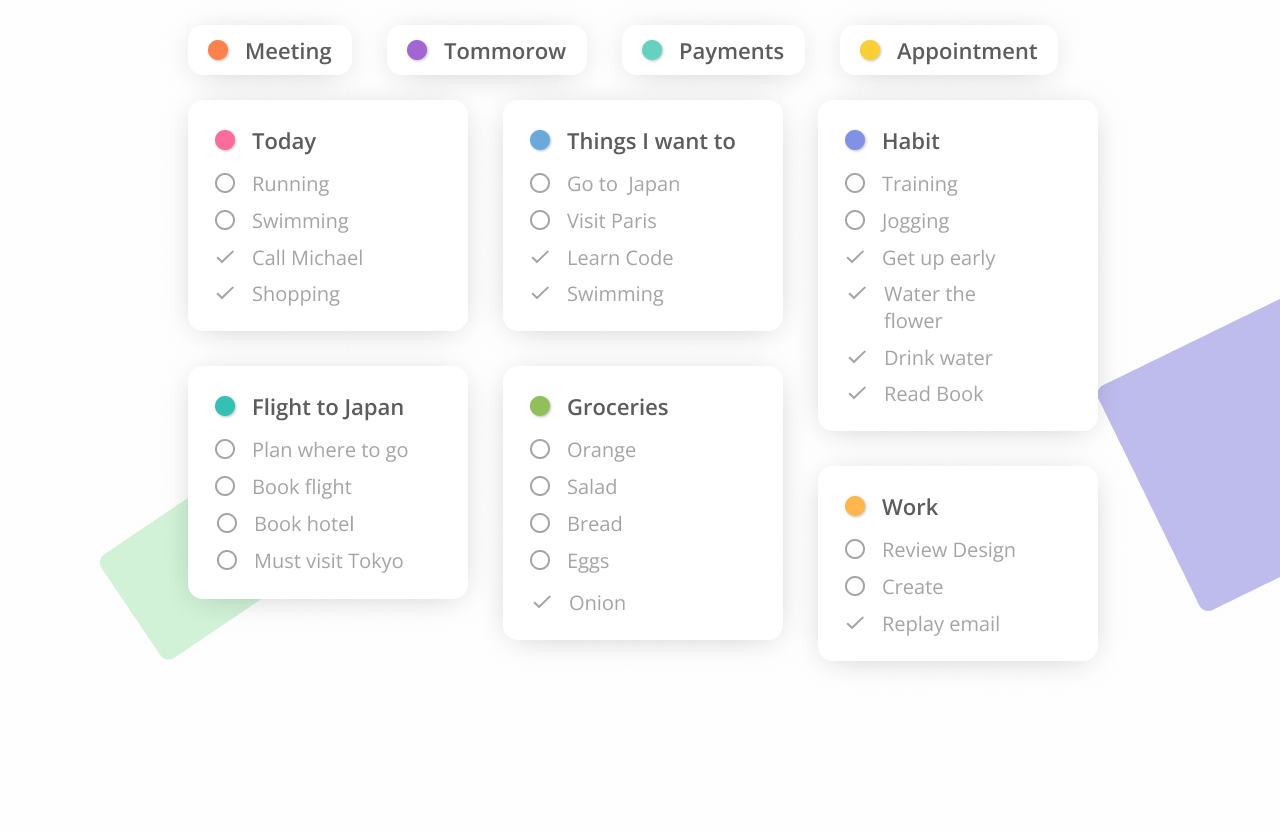 Meeting
Tommorow
Payments
Appointment
Today
Running
Swimming
Call Michael
Shopping
Things I want to
Go to  Japan
Visit Paris
Learn Code
Swimming
Habit
Training
Jogging
Get up early
Water the
flower
Drink water
Read Book
Flight to Japan
Plan where to go
Book flight
Book hotel
Must visit Tokyo
Groceries
Orange
Salad
Bread
Eggs
Onion
Work
Review Design
Create
Replay email